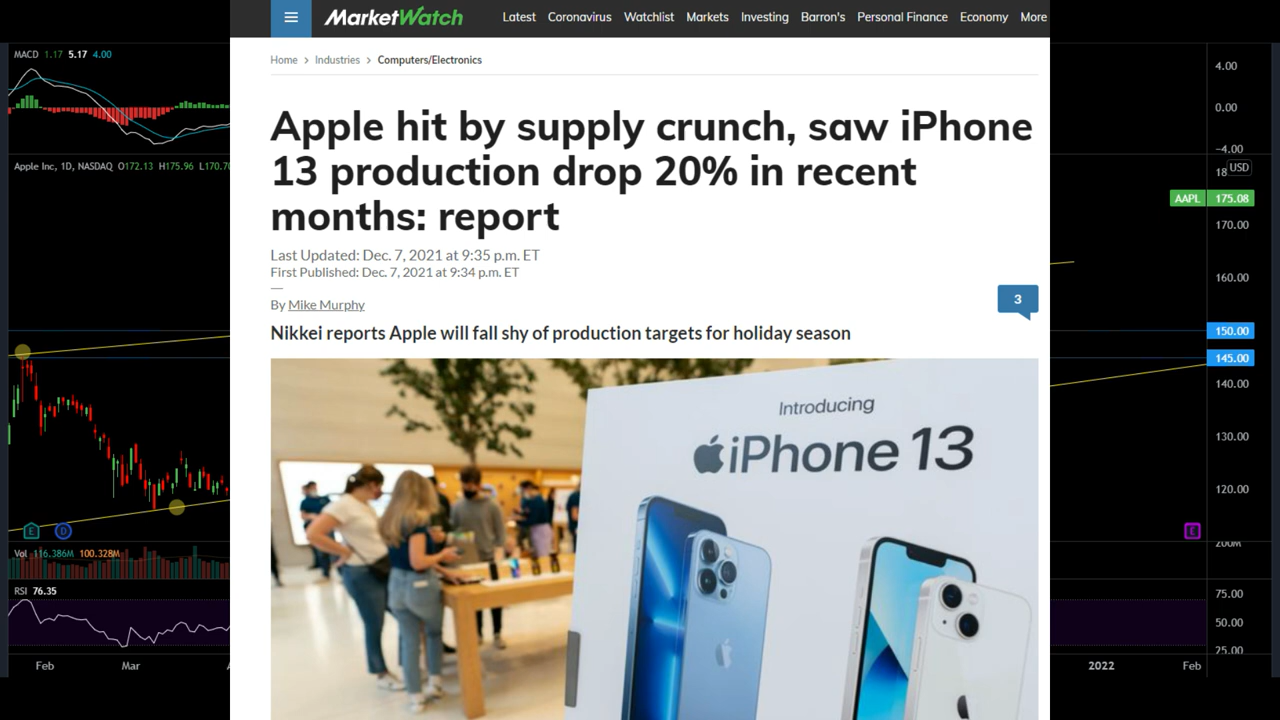 MarketWatch
Latest Coronavirus Watchlist Markets Investing Barron's Personal Finance Economy More
MACD 1.17 5.17 4.00
Home > Industries > Computers/Electronics
4.00
0.00
−4.00
Apple hit by supply crunch, saw iPhone
13 production drop 20% in recent
months: report
Apple Inc, 1D, NASDAQ O172.13 H175.96 L170.70
18 USD
AAPL 175.08
170.00
Last Updated: Dec. 7, 2021 at 9:35 p.m. ET
First Published: Dec. 7, 2021 at 9:34 p.m. ET
160.00
By Mike Murphy
3
Nikkei reports Apple will fall shy of production targets for holiday season
150.00
145.00
140.00
Introducing
iPhone 13
130.00
120.00
E D
E
Vol 116.386M 100.328M
200M
RSI 76.35
75.00
50.00
25.00
Feb Mar
2022 Feb